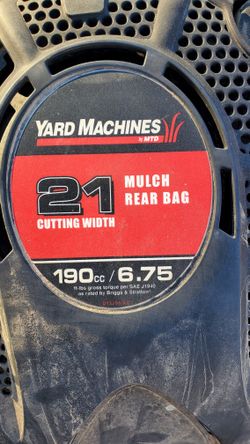 YARD MACHINES
by MTD
21
CUTTING WIDTH
MULCH
REAR BAG
190cc / 6.75
ft-lbs gross torque per SAE J1940
as rated by Briggs & Stratton